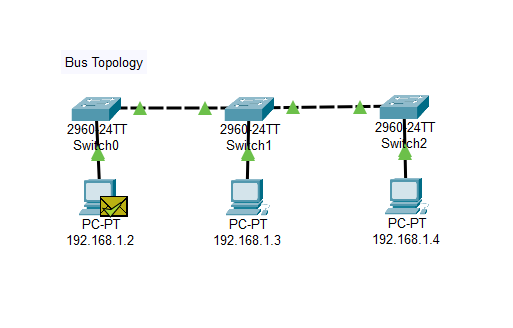 Bus Topology
2960-24TT
Switch0
2960-24TT
Switch1
2960-24TT
Switch2
PC-PT
192.168.1.2
PC-PT
192.168.1.3
PC-PT
192.168.1.4